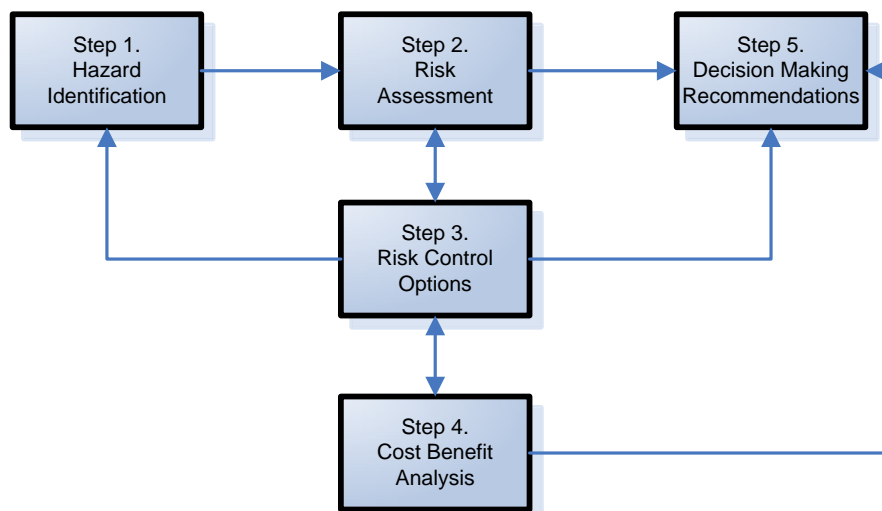 Step 1.
Hazard
Identification
Step 2.
Risk
Assessment
Step 5.
Decision Making
Recommendations
Step 3.
Risk Control
Options
Step 4.
Cost Benefit
Analysis